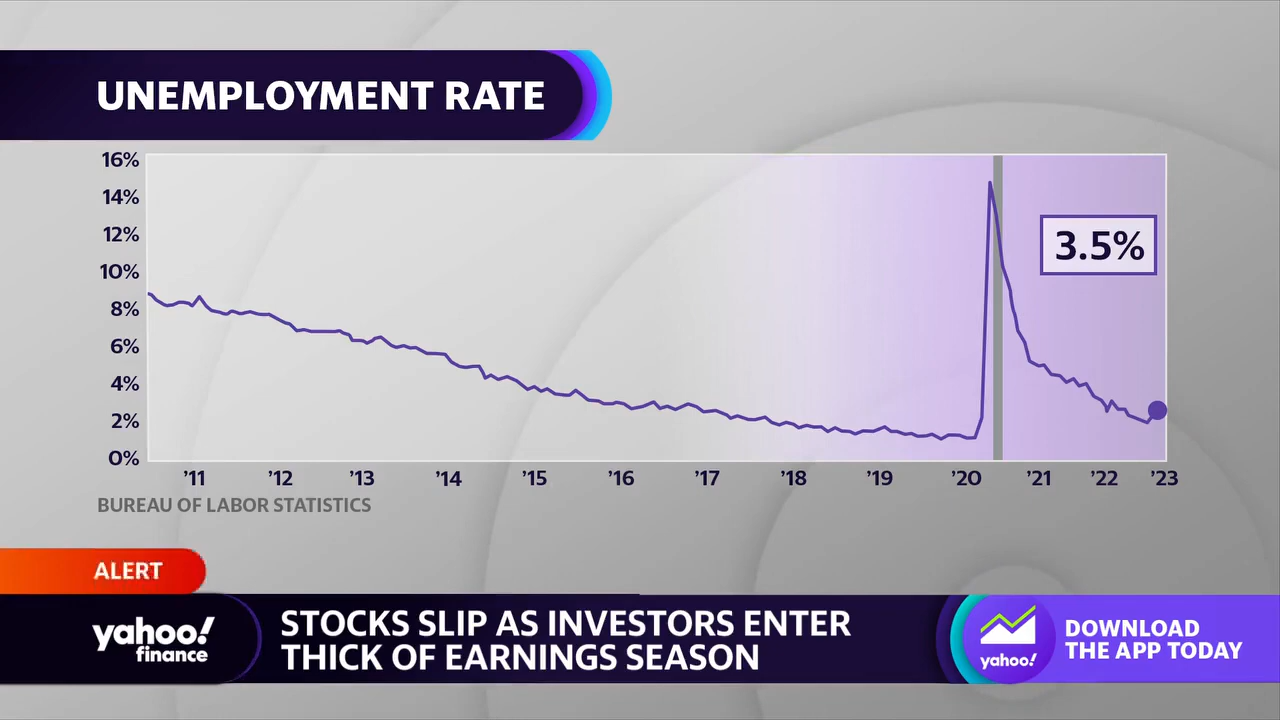 UNEMPLOYMENT RATE
16%
14%
12%
10%
8%
6%
4%
2%
0%
3.5%
’11 ’12 ’13 ’14 ’15 ’16 ’17 ’18 ’19 ’20 ’21 ’22 ’23
BUREAU OF LABOR STATISTICS
ALERT
yahoo!
finance
STOCKS SLIP AS INVESTORS ENTER
THICK OF EARNINGS SEASON
yahoo!
DOWNLOAD
THE APP TODAY